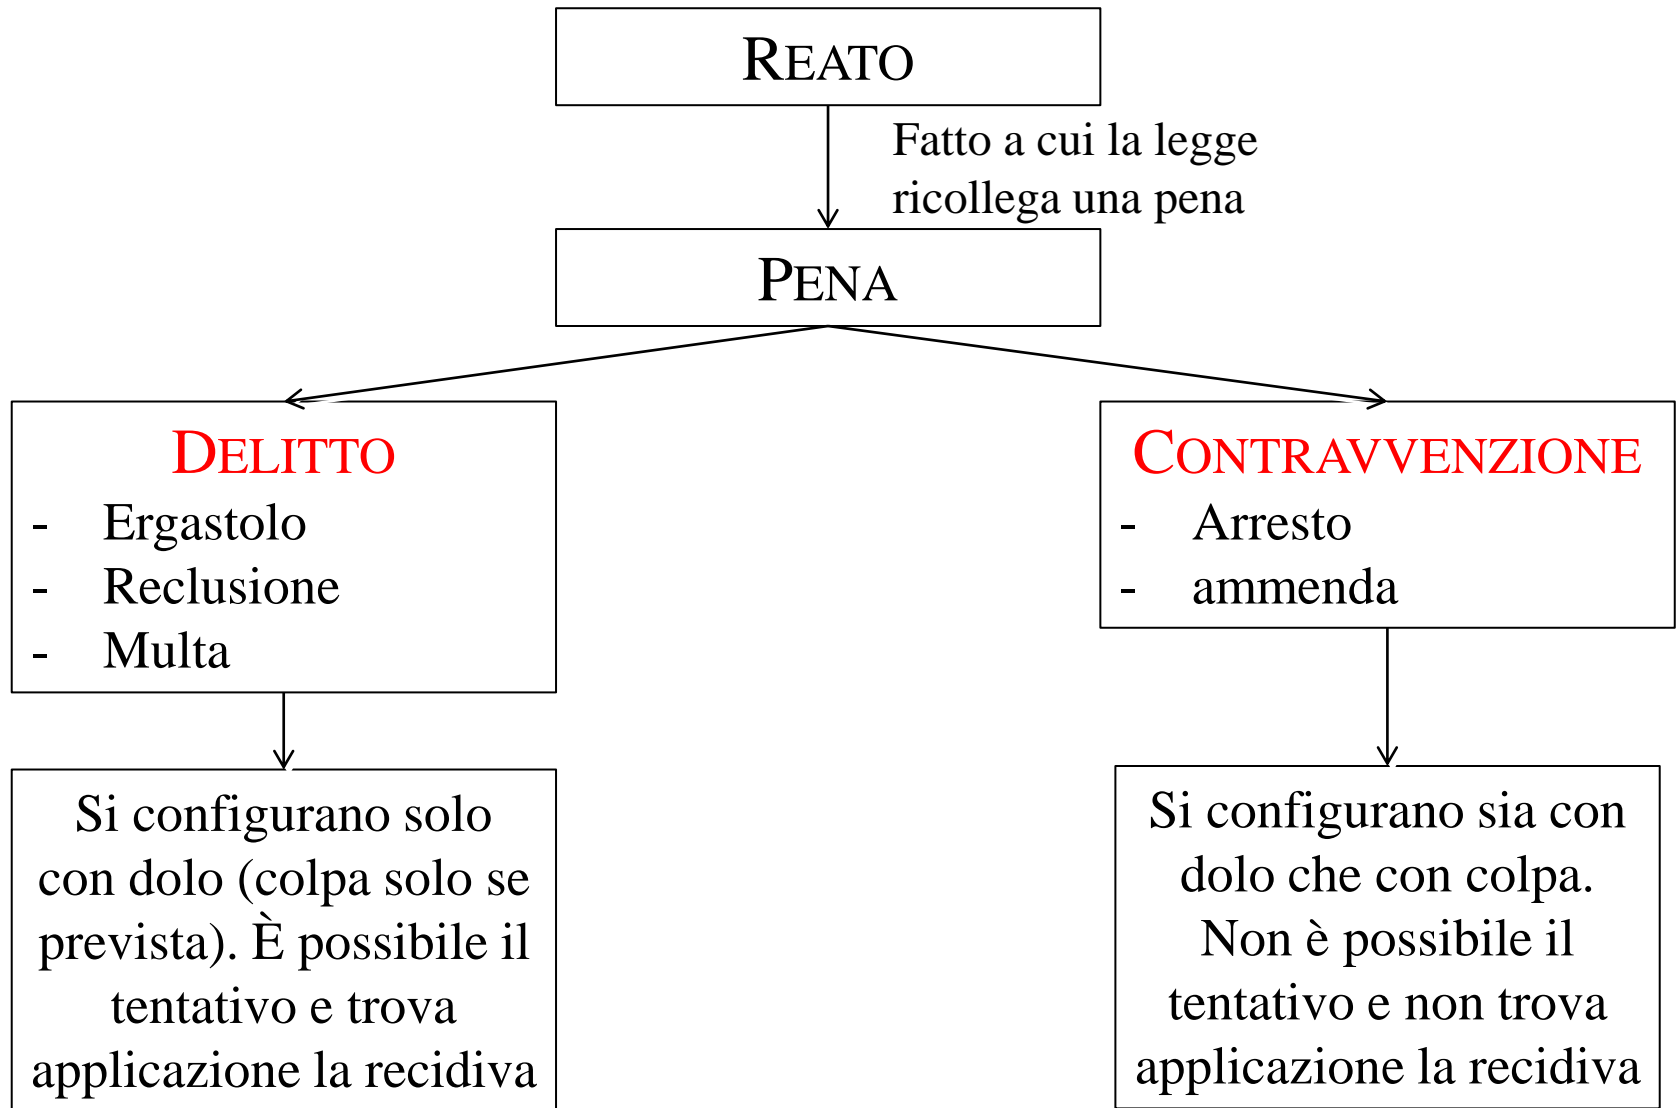 REATO
Fatto a cui la legge
ricollega una pena
PENA
DELITTO
- Ergastolo
- Reclusione
- Multa
CONTRAVVENZIONE
- Arresto
- ammenda
Si configurano solo
con dolo (colpa solo se
prevista). È possibile il
tentativo e trova
applicazione la recidiva
Si configurano sia con
dolo che con colpa.
Non è possibile il
tentativo e non trova
applicazione la recidiva